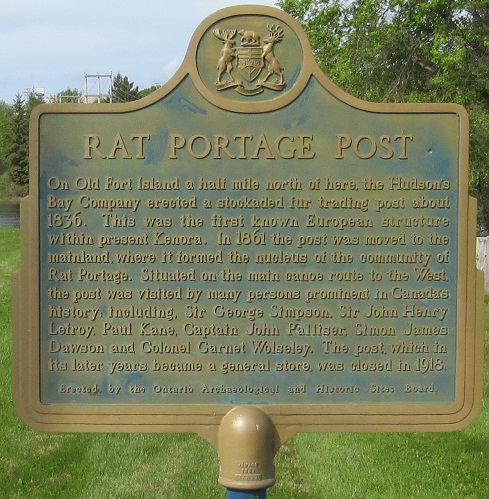 RAT PORTAGE POST
On Old Fort Island a half mile north of here, the Hudson's
Bay Company erected a stockaded fur trading post about
1836. This was the first known European structure
within present Kenora. In 1861 the post was moved to the
mainland, where it formed the nucleus of the community of
Rat Portage. Situated on the main canoe route to the West,
the post was visited by many persons prominent in Canada's
history, including, Sir George Simpson, Sir John Henry
Lefroy, Paul Kane, Captain John Palliser, Simon James
Dawson and Colonel Garnet Wolseley. The post, which in
its later years became a general store, was closed in 1918.
Erected by the Ontario Archaeological and Historic Sites Board.